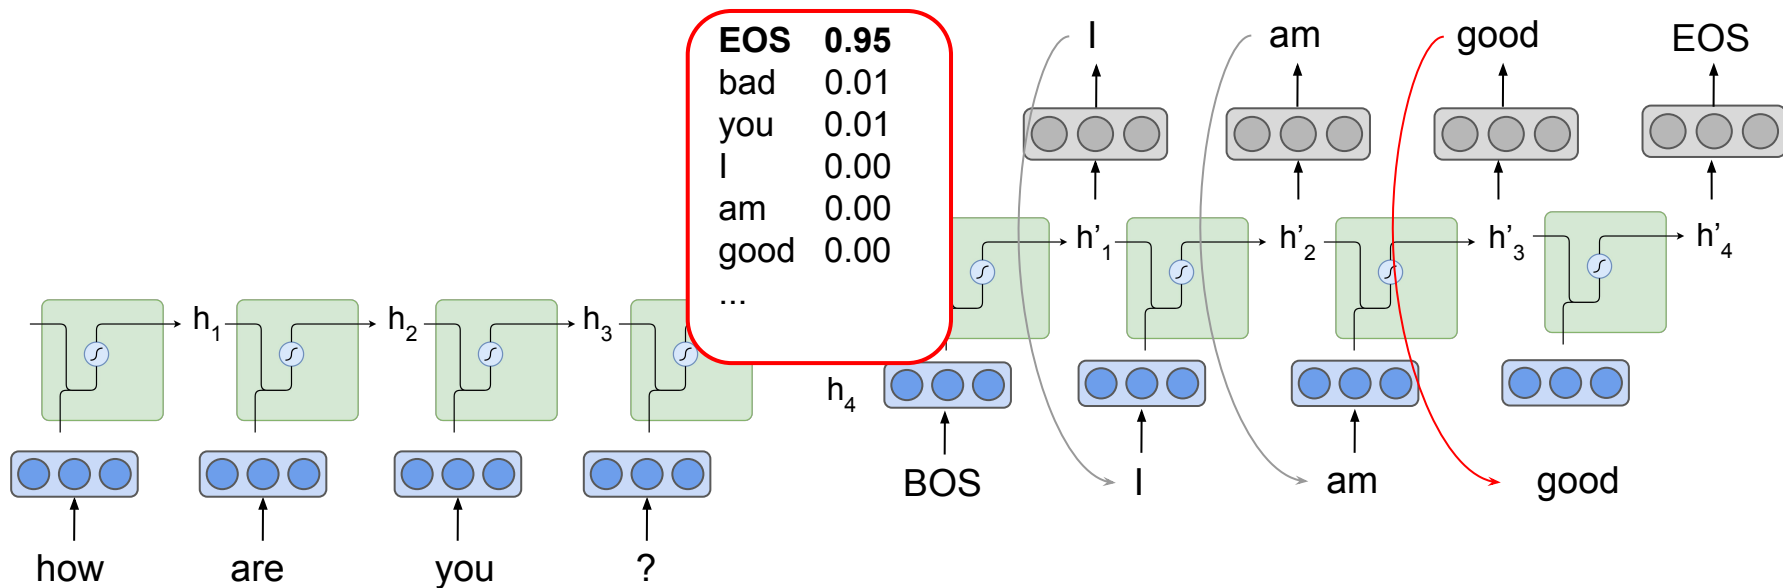 EOS 0.95
bad 0.01
you 0.01
I 0.00
am 0.00
good 0.00
...
I am good EOS
h'1 h'2 h'3 h'4
h1 h2 h3
h4
BOS I am good
how are you ?